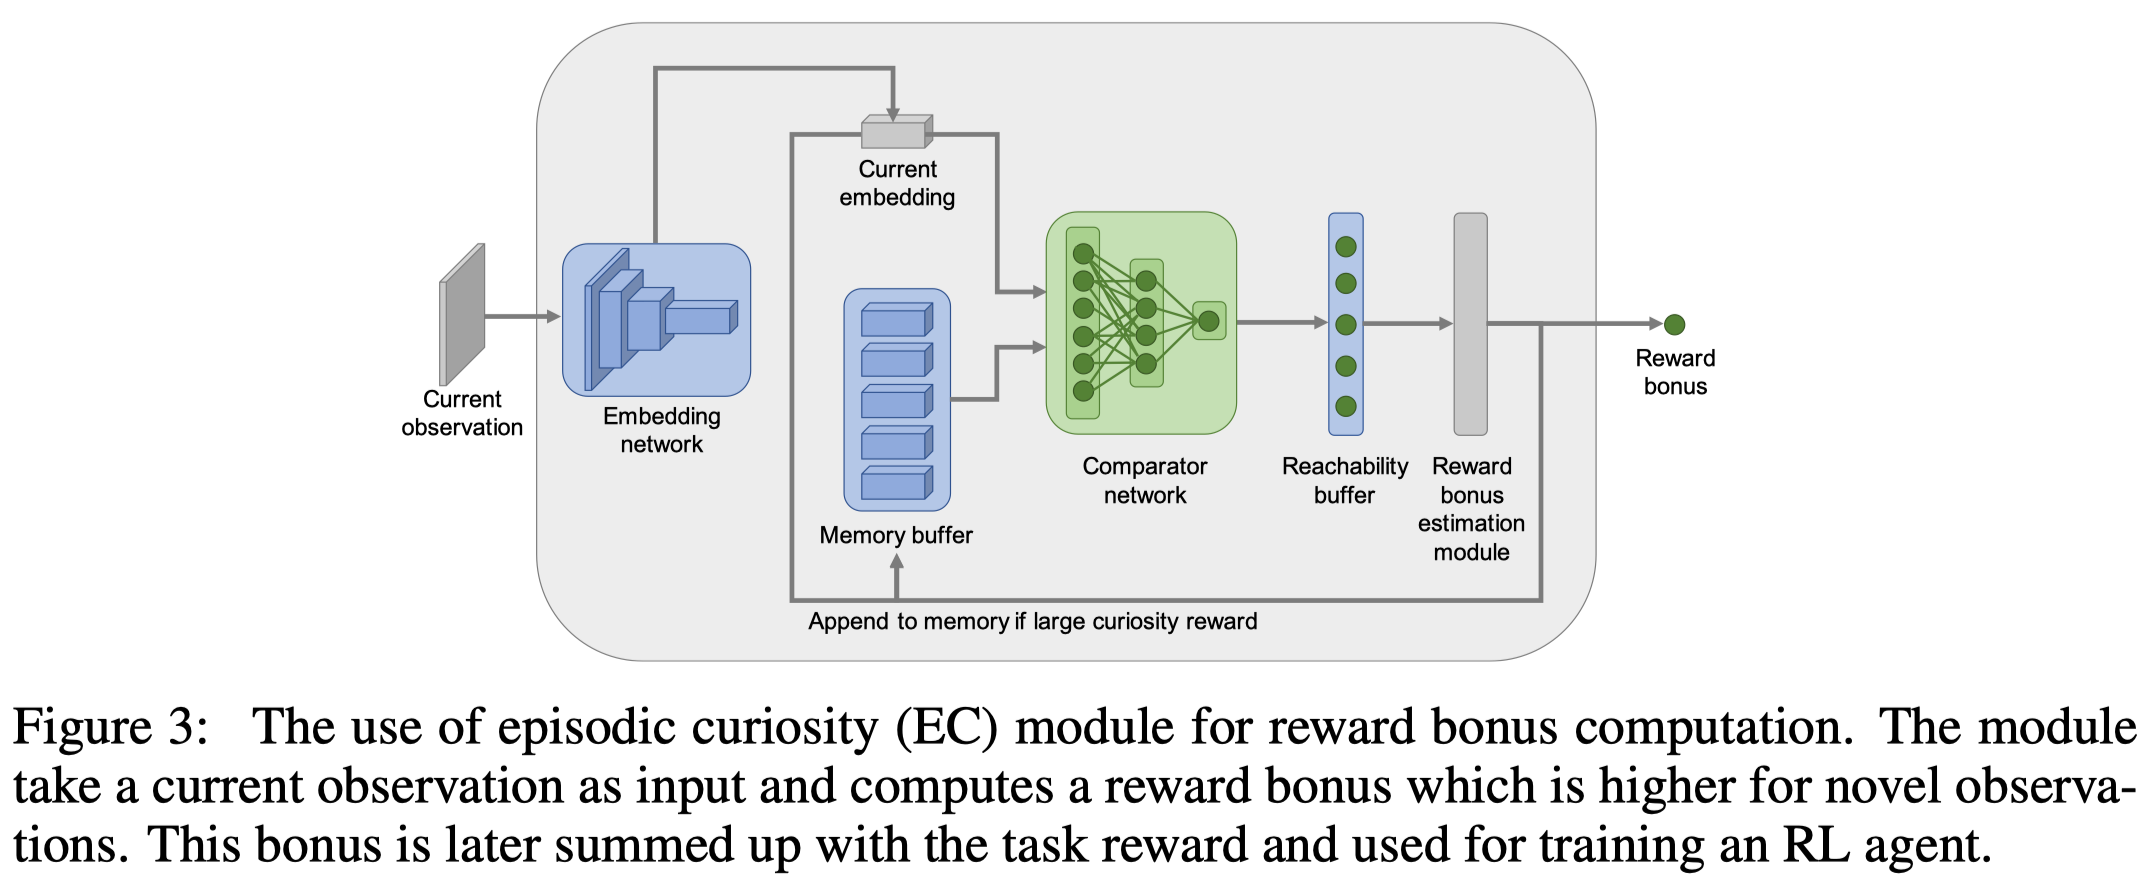 Current
embedding
Current
observation
Embedding
network
Memory buffer
Comparator
network
Reachability
buffer
Reward
bonus
estimation
module
Reward
bonus
Append to memory if large curiosity reward
Figure 3: The use of episodic curiosity (EC) module for reward bonus computation. The module
take a current observation as input and computes a reward bonus which is higher for novel observa-
tions. This bonus is later summed up with the task reward and used for training an RL agent.